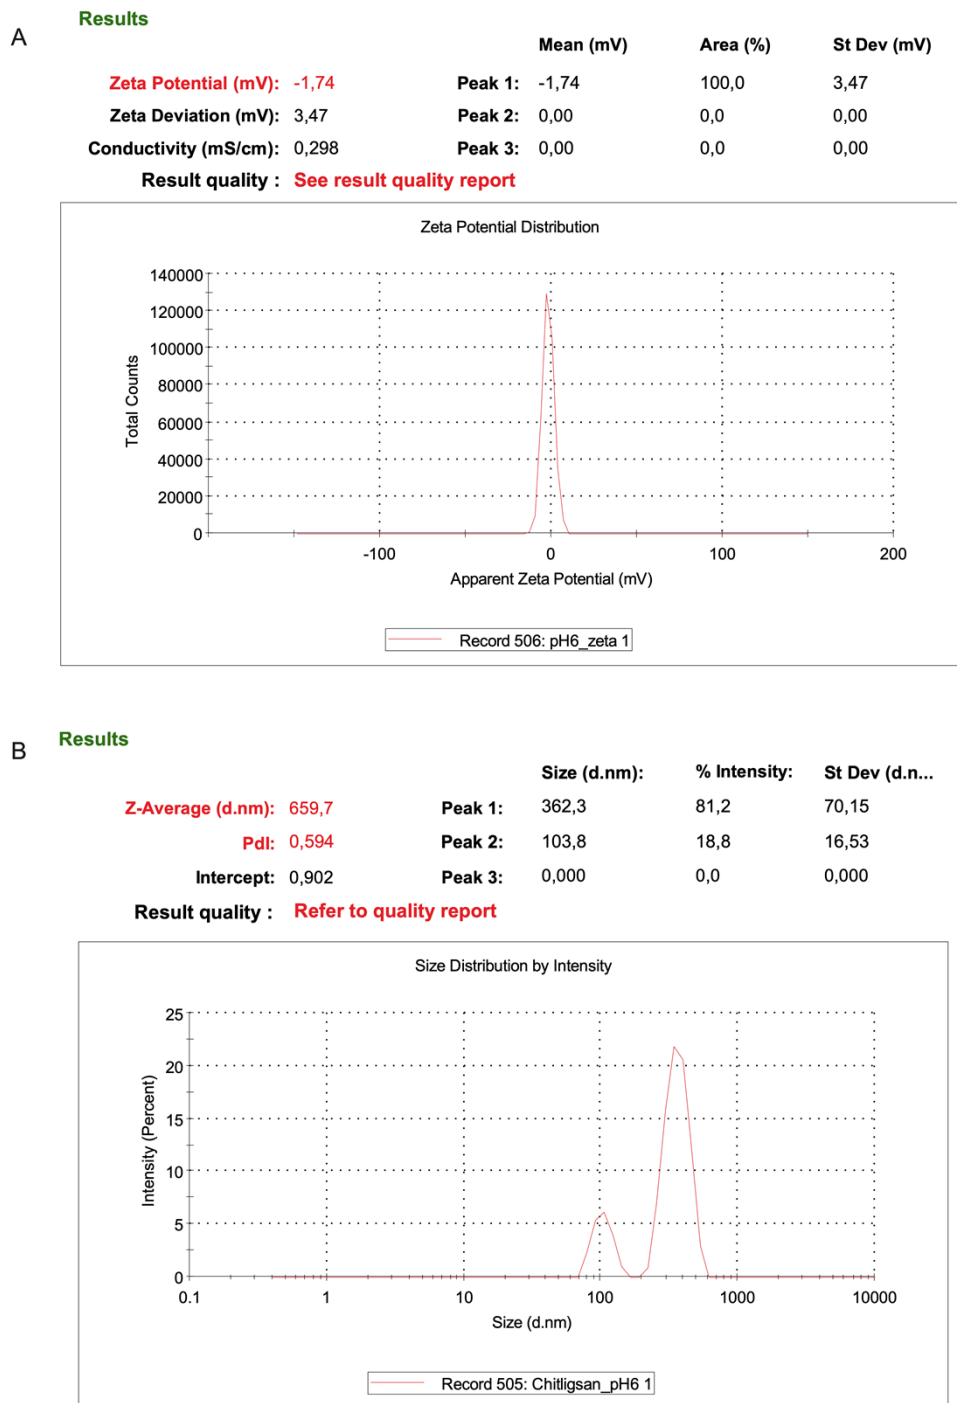 A
Results
Mean (mV) Area (%) St Dev (mV)
Zeta Potential (mV): -1,74 Peak 1: -1,74 100,0 3,47
Zeta Deviation (mV): 3,47 Peak 2: 0,00 0,0 0,00
Conductivity (mS/cm): 0,298 Peak 3: 0,00 0,0 0,00
Result quality : See result quality report
Zeta Potential Distribution
140000
120000
100000
80000
60000
40000
20000
0
Total Counts
-100 0 100 200
Apparent Zeta Potential (mV)
Record 506: pH6_zeta 1
B
Results
Size (d.nm): % Intensity: St Dev (d.n...
Z-Average (d.nm): 659,7 Peak 1: 362,3 81,2 70,15
PdI: 0,594 Peak 2: 103,8 18,8 16,53
Intercept: 0,902 Peak 3: 0,000 0,0 0,000
Result quality : Refer to quality report
Size Distribution by Intensity
25
20
15
10
5
0
Intensity (Percent)
0.1 1 10 100 1000 10000
Size (d.nm)
Record 505: Chitligsan_pH6 1